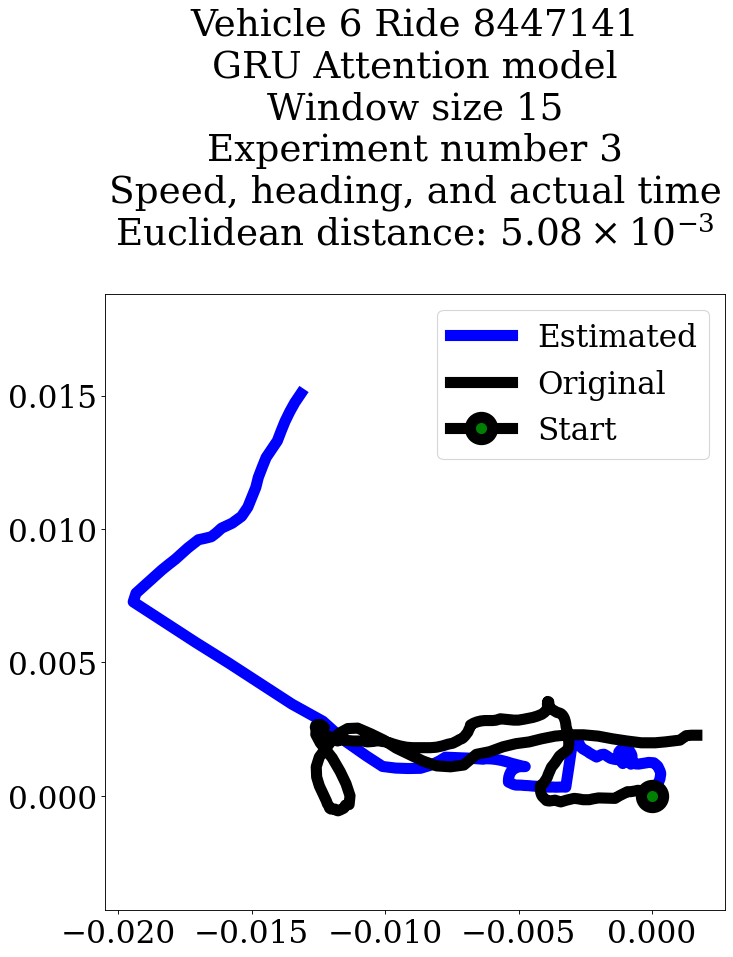 Vehicle 6 Ride 8447141
GRU Attention model
Window size 15
Experiment number 3
Speed, heading, and actual time
Euclidean distance: 5.08 × 10⁻³
Estimated
Original
Start
0.015
0.010
0.005
0.000
−0.020 −0.015 −0.010 −0.005 0.000